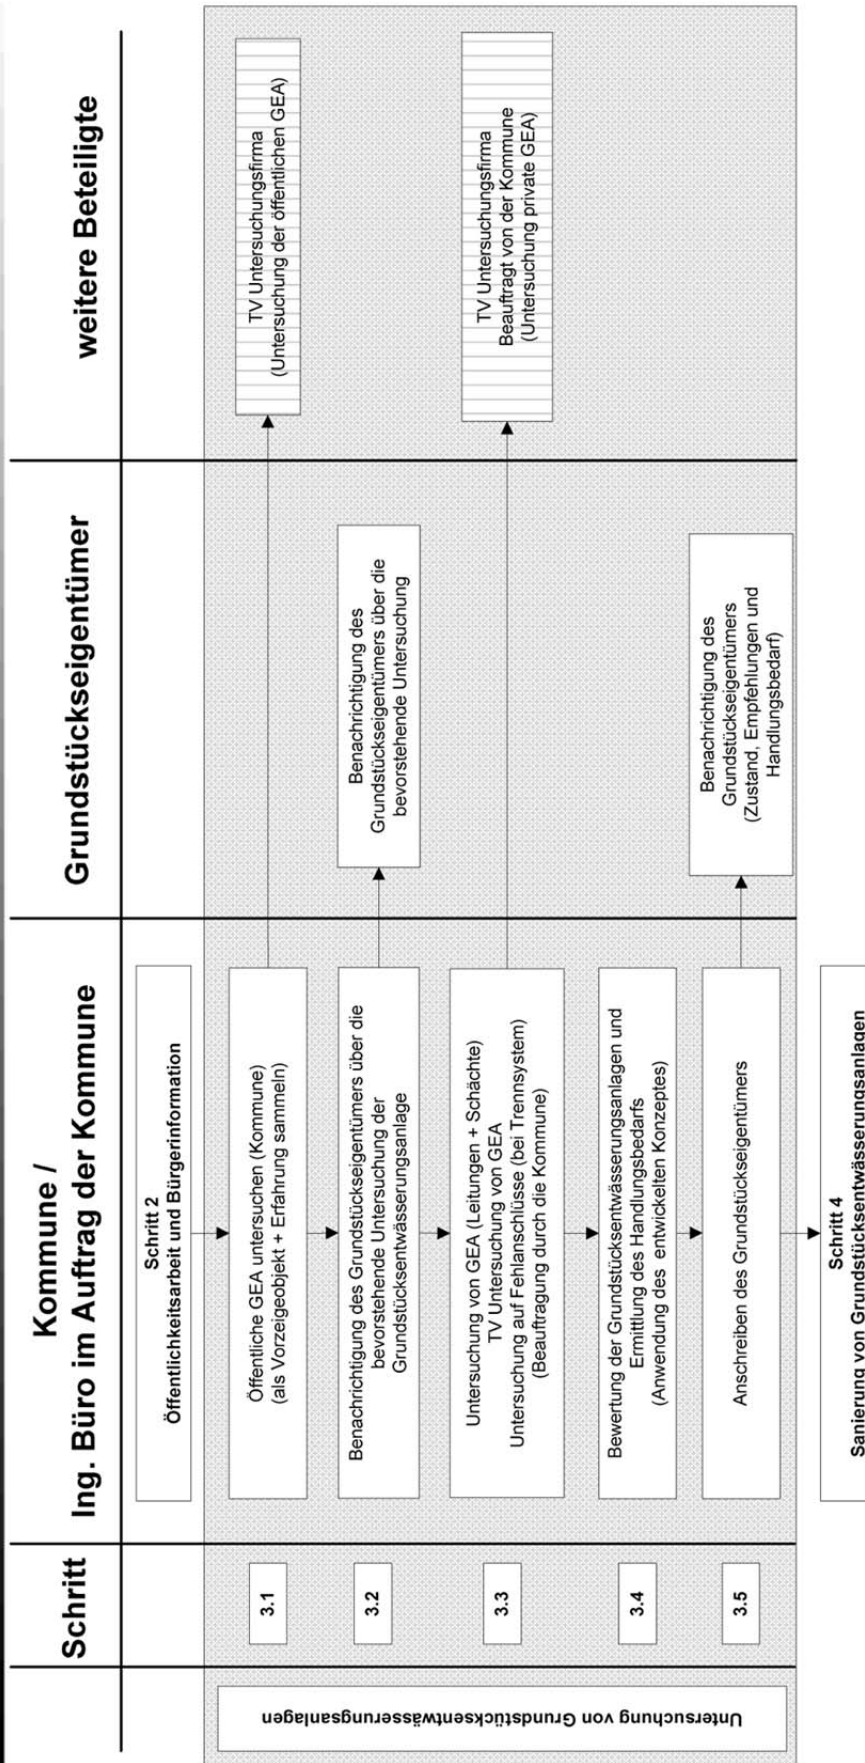 Schritt
Kommune /
Ing. Büro im Auftrag der Kommune
Grundstückseigentümer
weitere Beteiligte
Schritt 2
Öffentlichkeitsarbeit und Bürgerinformation
Untersuchung von Grundstücksentwässerungsanlagen
3.1
Öffentliche GEA untersuchen (Kommune)
(als Vorzeigeobjekt + Erfahrung sammeln)
TV Untersuchungsfirma
(Untersuchung der öffentlichen GEA)
3.2
Benachrichtigung des Grundstückseigentümers über die
bevorstehende Untersuchung der
Grundstücksentwässerungsanlage
Benachrichtigung des
Grundstückseigentümers über die
bevorstehende Untersuchung
3.3
Untersuchung von GEA (Leitungen + Schächte)
TV Untersuchung von GEA
Untersuchung auf Fehlanschlüsse (bei Trennsystem)
(Beauftragung durch die Kommune)
TV Untersuchungsfirma
Beauftragt von der Kommune
(Untersuchung private GEA)
3.4
Bewertung der Grundstücksentwässerungsanlagen und
Ermittlung des Handlungsbedarfs
(Anwendung des entwickelten Konzeptes)
3.5
Anschreiben des Grundstückseigentümers
Benachrichtigung des
Grundstückseigentümers
(Zustand, Empfehlungen und
Handlungsbedarf)
Schritt 4
Sanierung von Grundstücksentwässerungsanlagen